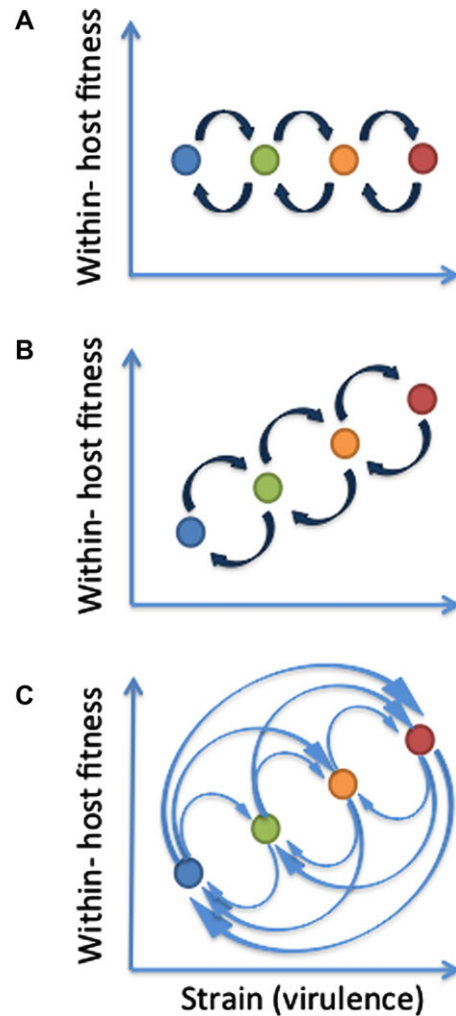 A
Within- host fitness
B
Within- host fitness
C
Within- host fitness
Strain (virulence)